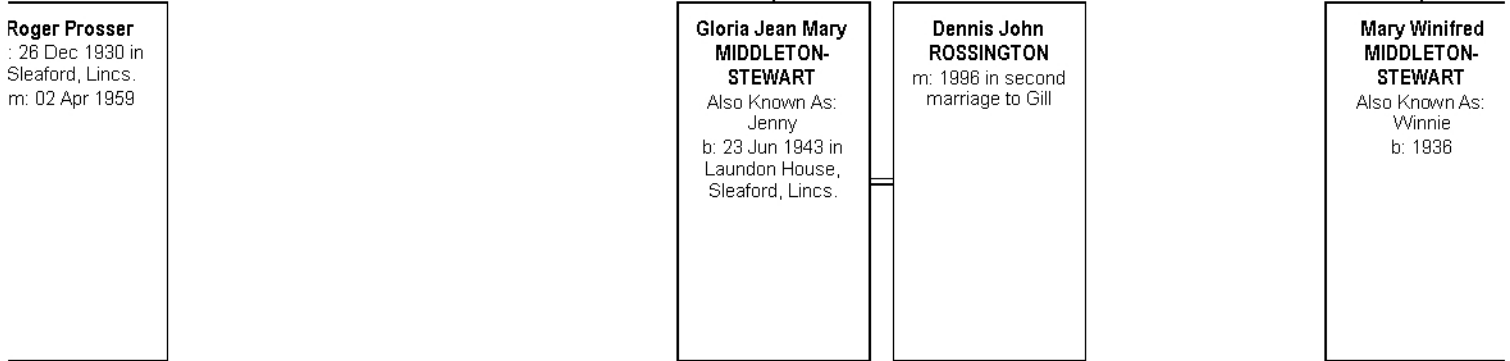 Roger Prosser
: 26 Dec 1930 in
Sleaford, Lincs.
m: 02 Apr 1959
Gloria Jean Mary
MIDDLETON-
STEWART
Also Known As:
Jenny
b: 23 Jun 1943 in
Laundon House,
Sleaford, Lincs.
Dennis John
ROSSINGTON
m: 1996 in second
marriage to Gill
Mary Winifred
MIDDLETON-
STEWART
Also Known As:
Winnie
b: 1936